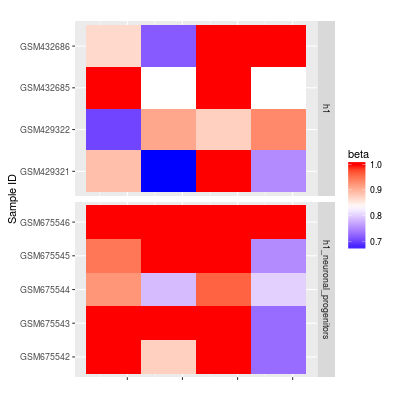 GSM432686
GSM432685
GSM429322
GSM429321
h1
GSM675546
GSM675545
GSM675544
GSM675543
GSM675542
h1_neuronal_progenitors
Sample ID
beta
1.0
0.9
0.8
0.7